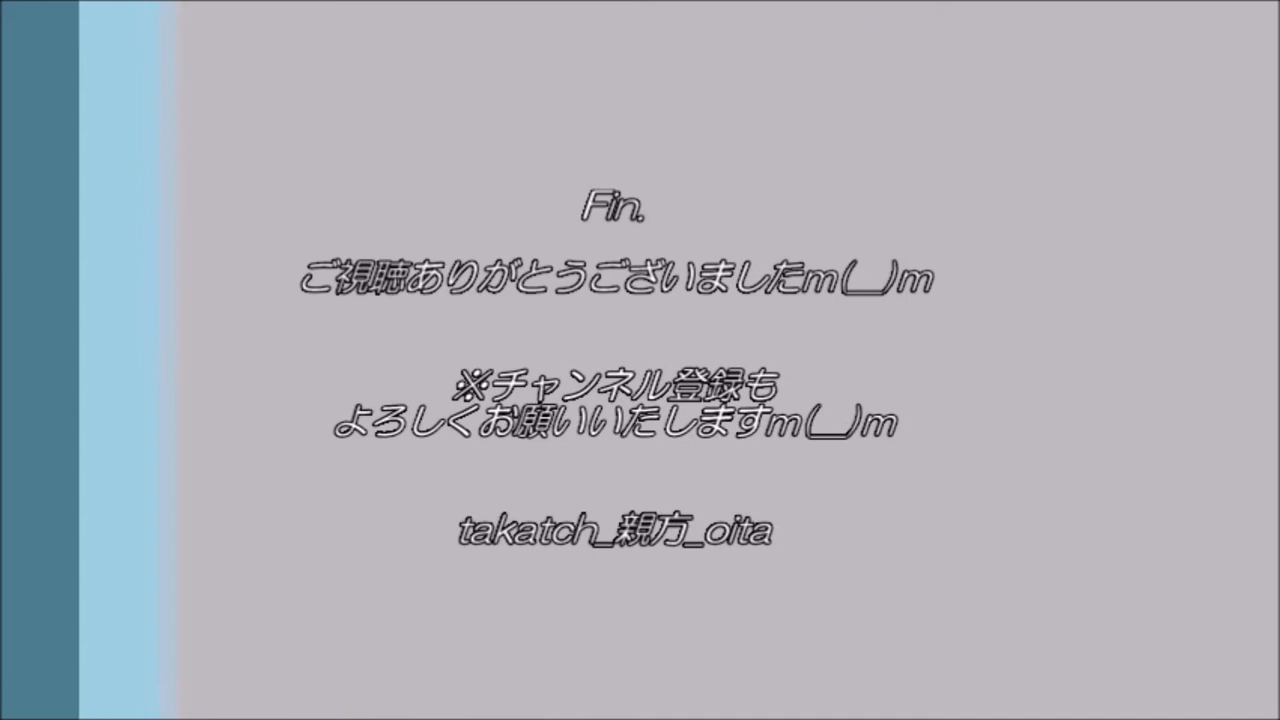 Fin.
ご視聴ありがとうございましたm(__)m
※チャンネル登録も
よろしくお願いいたしますm(__)m
takatch_親方_oita